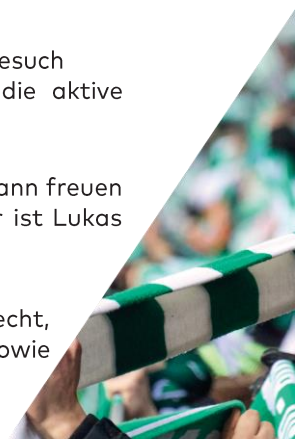 esuch
die aktive
ann freuen
r ist Lukas
echt,
owie